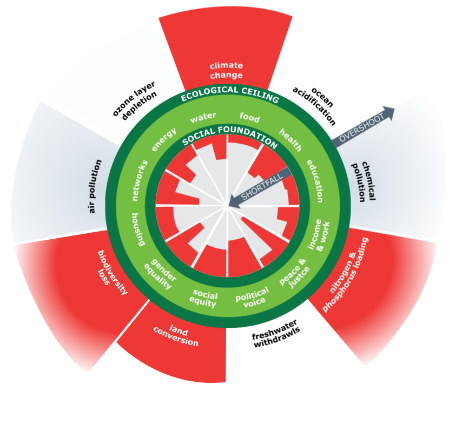 climate
change
ozone layer
depletion
ocean
acidification
ECOLOGICAL CEILING
OVERSHOOT
water
food
energy
health
SOCIAL FOUNDATION
air pollution
networks
SHORTFALL
education
chemical
pollution
housing
income
& work
biodiversity
loss
gender
equality
peace &
justce
nitrogen &
phosphorus loading
social
equity
political
voice
land
conversion
freshwater
withdrawls